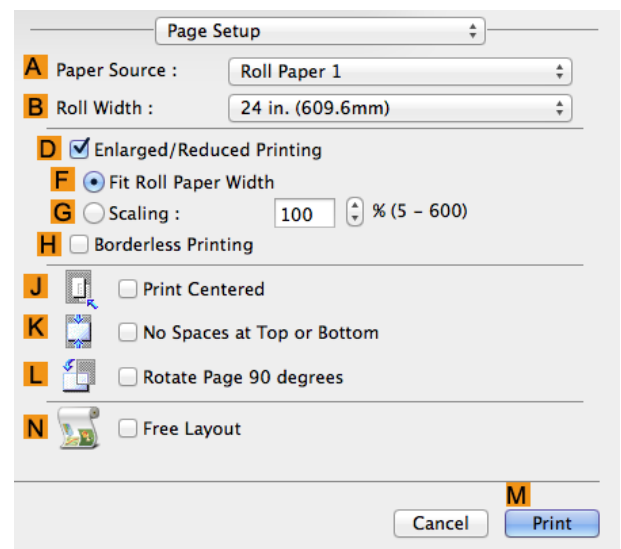 Page Setup
A Paper Source : Roll Paper 1
B Roll Width : 24 in. (609.6mm)
D Enlarged/Reduced Printing
F Fit Roll Paper Width
G Scaling : 100 % (5 - 600)
H Borderless Printing
J Print Centered
K No Spaces at Top or Bottom
L Rotate Page 90 degrees
N Free Layout
M
Cancel Print